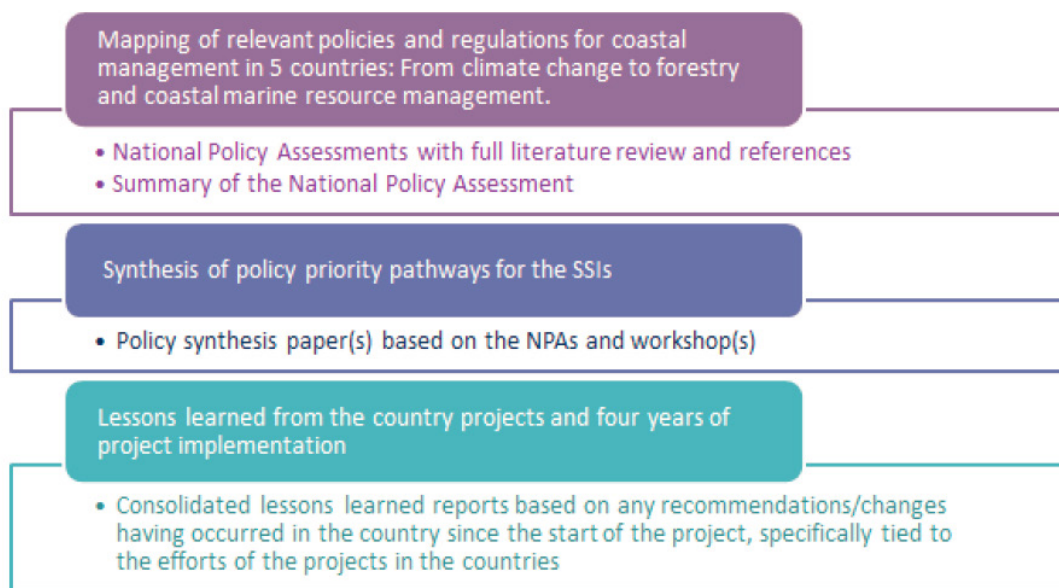 Mapping of relevant policies and regulations for coastal
management in 5 countries: From climate change to forestry
and coastal marine resource management.
• National Policy Assessments with full literature review and references
• Summary of the National Policy Assessment
Synthesis of policy priority pathways for the SSIs
• Policy synthesis paper(s) based on the NPAs and workshop(s)
Lessons learned from the country projects and four years of
project implementation
• Consolidated lessons learned reports based on any recommendations/changes
having occurred in the country since the start of the project, specifically tied to
the efforts of the projects in the countries